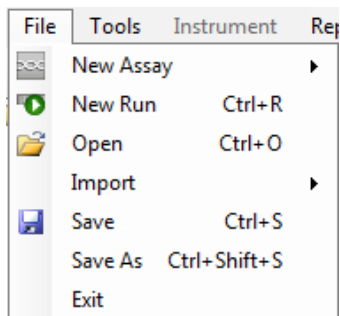 File Tools Instrument Rep
New Assay
New Run Ctrl+R
Open Ctrl+O
Import
Save Ctrl+S
Save As Ctrl+Shift+S
Exit